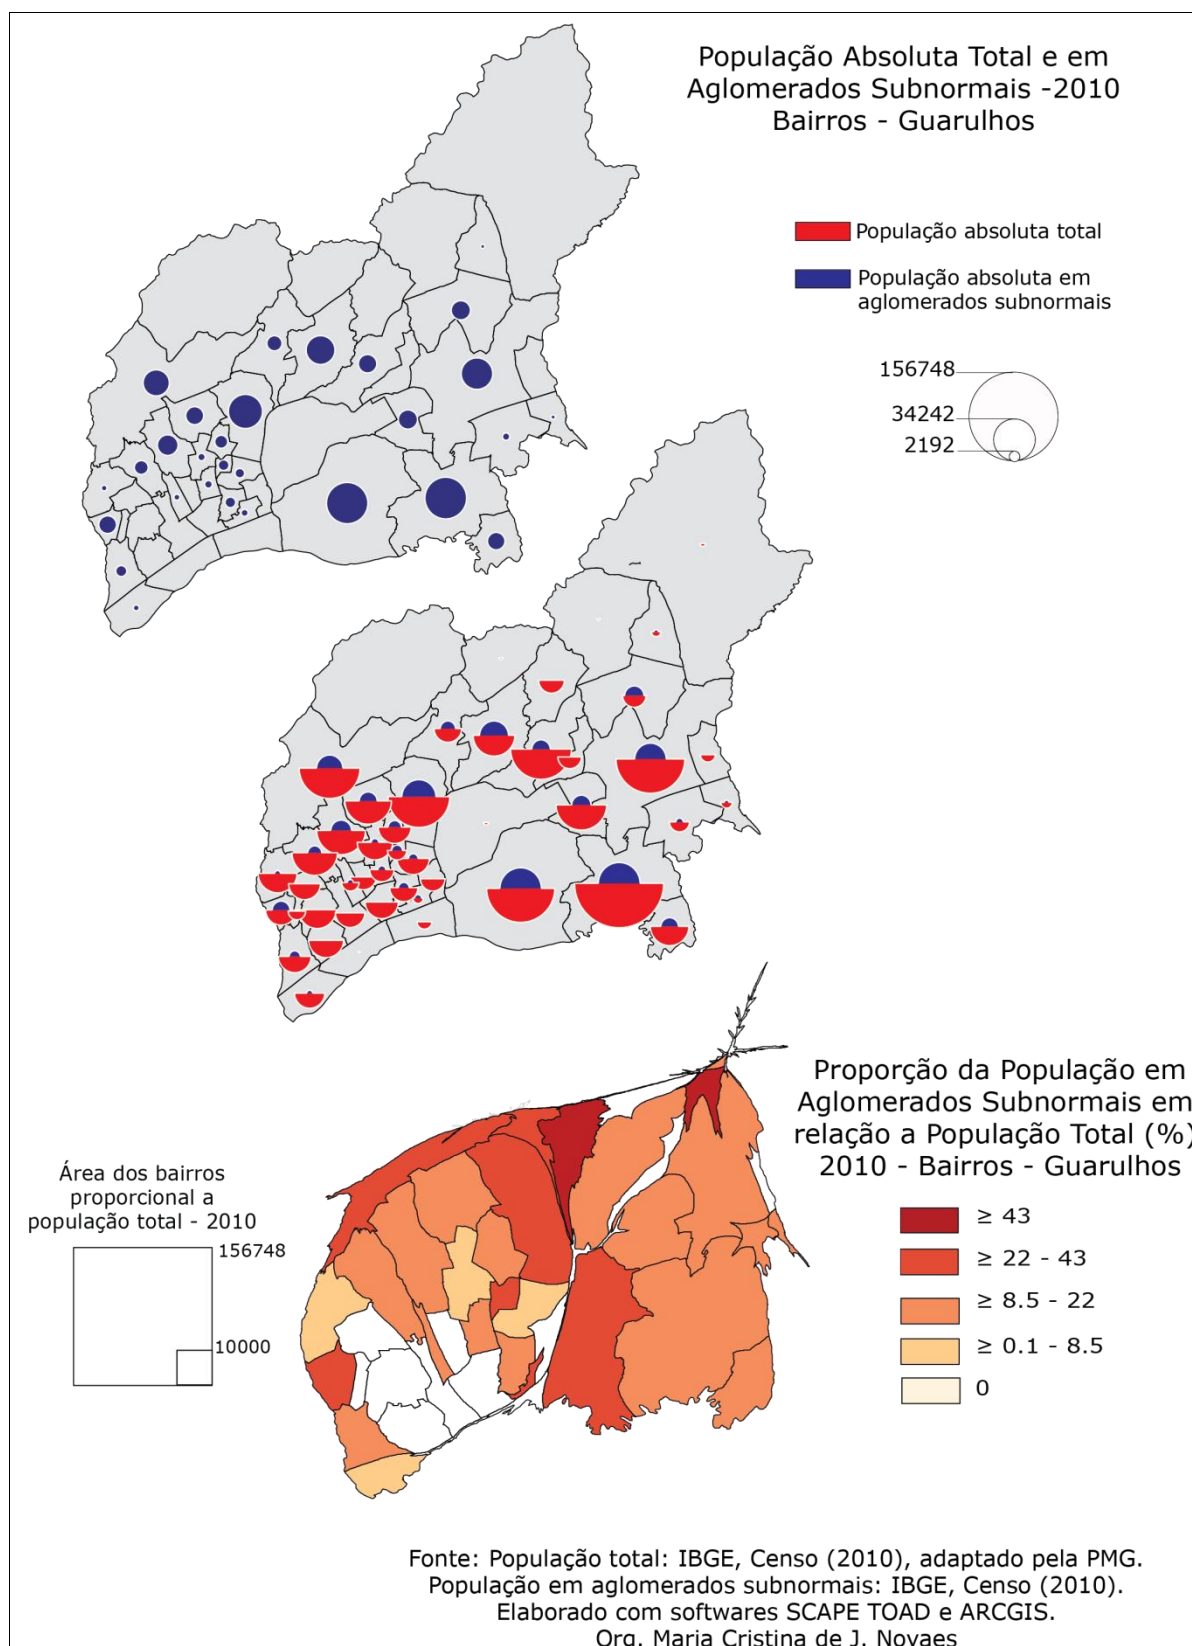 População Absoluta Total e em
Aglomerados Subnormais -2010
Bairros - Guarulhos
População absoluta total
População absoluta em
aglomerados subnormais
156748
34242
2192
Proporção da População em
Aglomerados Subnormais em
relação a População Total (%)
2010 - Bairros - Guarulhos
≥ 43
≥ 22 - 43
≥ 8.5 - 22
≥ 0.1 - 8.5
0
Área dos bairros
proporcional a
população total - 2010
156748
10000
Fonte: População total: IBGE, Censo (2010), adaptado pela PMG.
População em aglomerados subnormais: IBGE, Censo (2010).
Elaborado com softwares SCAPE TOAD e ARCGIS.
Org. Maria Cristina de J. Novaes